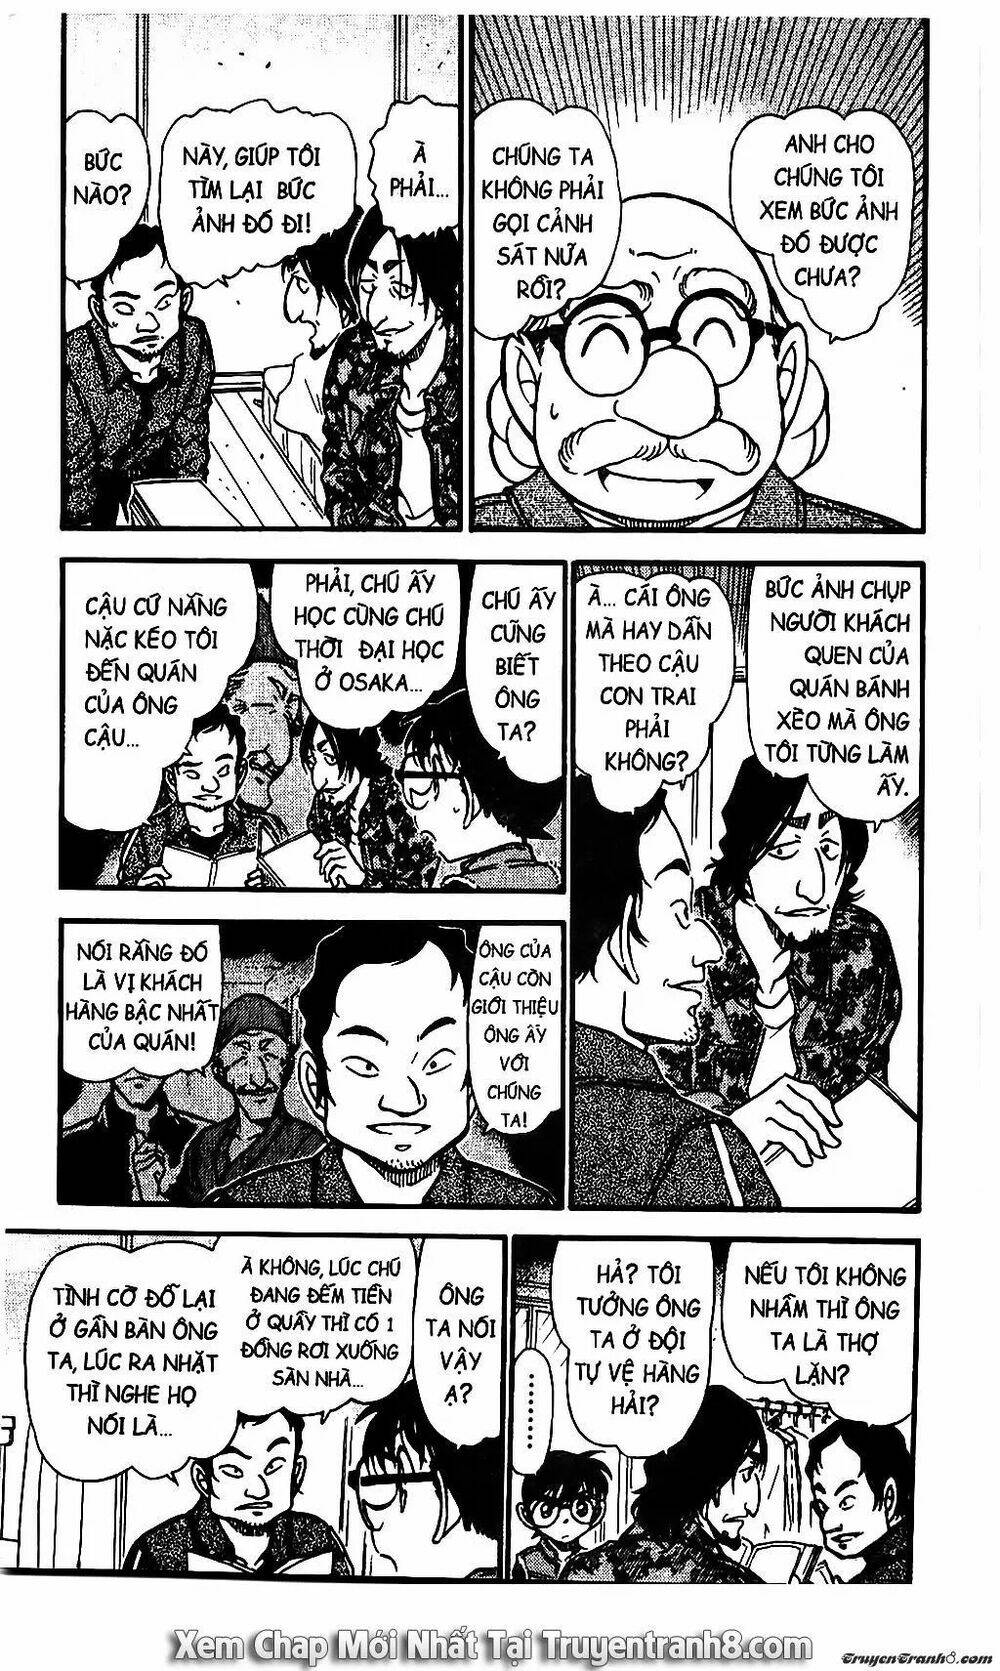 ANH CHO
CHÚNG TÔI
XEM BỨC ẢNH
ĐÓ ĐƯỢC
CHƯA?
CHÚNG TA
KHÔNG PHẢI
GỌI CẢNH
SÁT NỮA
RỒI?
À
PHẢI...
NÀY, GIÚP TÔI
TÌM LẠI BỨC
ẢNH ĐÓ ĐI!
BỨC
NÀO?
BỨC ẢNH CHỤP
NGƯỜI KHÁCH
QUEN CỦA
QUÁN BÁNH
XÈO MÀ ÔNG
TÔI TỪNG LÀM
ẤY.
À... CÁI ÔNG
MÀ HAY DẪN
THEO CẬU
CON TRAI
PHẢI
KHÔNG?
CHÚ ẤY
CŨNG
BIẾT
ÔNG
TA?
PHẢI, CHÚ ẤY
HỌC CÙNG CHÚ
THỜI ĐẠI HỌC
Ở OSAKA...
CẬU CỨ NẰNG
NẶC KÉO TÔI
ĐẾN QUÁN
CỦA ÔNG
CẬU...
ÔNG CỦA
CẬU CÒN
GIỚI THIỆU
ÔNG ẤY
VỚI
CHÚNG
TA!
NÓI RẰNG ĐÓ
LÀ VỊ KHÁCH
HÀNG BẬC NHẤT
CỦA QUÁN!
NẾU TÔI KHÔNG
NHẦM THÌ ÔNG
TA LÀ THỢ
LẶN?
HẢ? TÔI
TƯỞNG ÔNG
TA Ở ĐỘI
TỰ VỆ HÀNG
HẢI?
........
ÔNG
TA NÓI
VẬY
Ạ?
À KHÔNG, LÚC CHÚ
ĐANG ĐẾM TIỀN
Ở QUẦY THÌ CÓ 1
ĐỒNG RƠI XUỐNG
SÀN NHÀ...
TÌNH CỜ ĐỖ LẠI
Ở GẦN BÀN ÔNG
TA, LÚC RA NHẶT
THÌ NGHE HỌ
NÓI LÀ...
Xem Chap Mới Nhất Tại Truyentranh8.com
TruyenTranh8.com